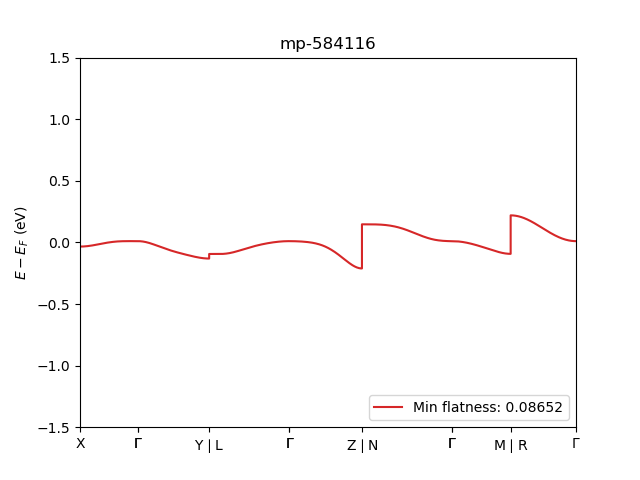 mp-584116
E − E_F (eV)
1.5
1.0
0.5
0.0
−0.5
−1.0
−1.5
Min flatness: 0.08652
X Γ Y | L Γ Z | N Γ M | R Γ